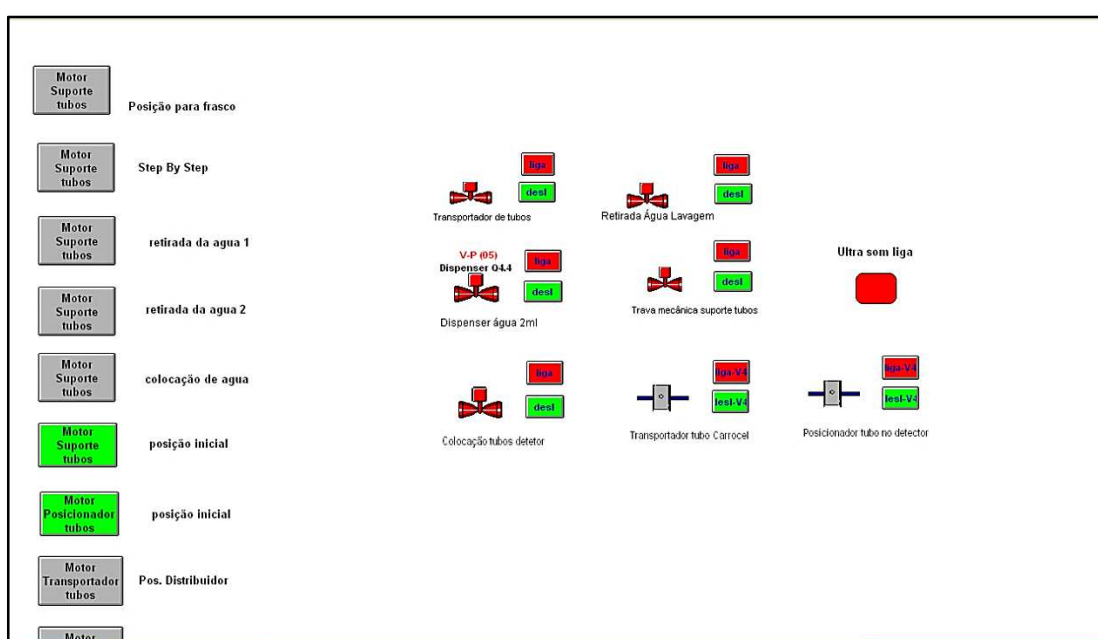 Motor
Suporte
tubos
Posição para frasco
Motor
Suporte
tubos
Step By Step
Motor
Suporte
tubos
retirada da agua 1
Motor
Suporte
tubos
retirada da agua 2
Motor
Suporte
tubos
colocação de agua
Motor
Suporte
tubos
posição inicial
Motor
Posicionador
tubos
posição inicial
Motor
Transportador
tubos
Pos. Distribuidor
Motor
liga
desl
Transportador de tubos
liga
desl
Retirada Água Lavagem
V-P (05)
Dispenser Q4.4
liga
desl
Dispenser água 2ml
liga
desl
Trava mecânica suporte tubos
Ultra som liga
liga
desl
Colocação tubos detetor
liga-V4
desl-V4
Transportador tubo Carrocel
liga-V4
desl-V4
Posicionador tubo no detector